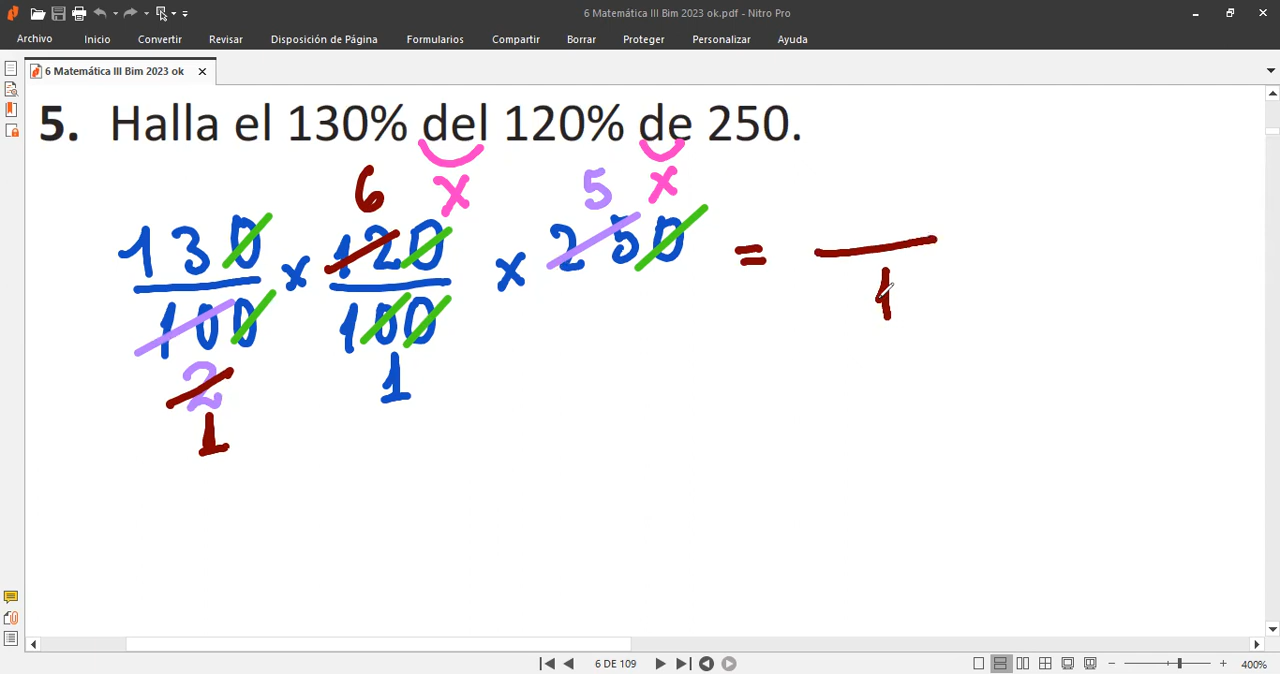 6 Matemática III Bim 2023 ok.pdf - Nitro Pro
Archivo Inicio Convertir Revisar Disposición de Página Formularios Compartir Borrar Proteger Personalizar Ayuda
6 Matemática III Bim 2023 ok
5. Halla el 130% del 120% de 250.
6 x 5 x
130 x 120 x 250 =
100 100 1
2 1
1
6 DE 109
400%